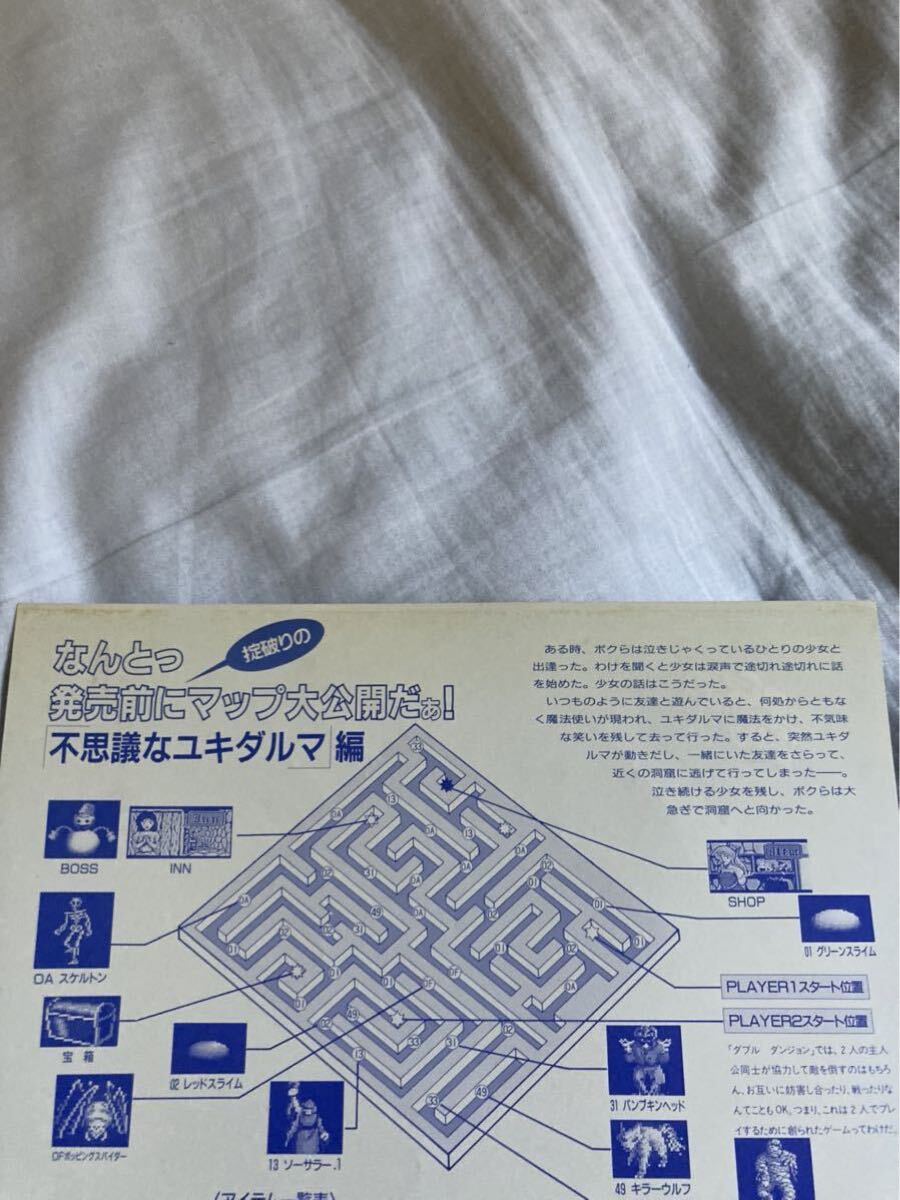 なんとっ
掟破りの
発売前にマップ大公開だぁ!
「不思議なユキダルマ」編
ある時、ボクらは泣きじゃくっているひとりの少女と
出逢った。わけを聞くと少女は涙声で途切れ途切れに話
を始めた。少女の話はこうだった。
いつものように友達と遊んでいると、何処からともな
く魔法使いが現われ、ユキダルマに魔法をかけ、不気味
な笑いを残して去って行った。すると、突然ユキダ
ルマが動きだし、一緒にいた友達をさらって、
近くの洞窟に逃げて行ってしまった——。
泣き続ける少女を残し、ボクらは大
急ぎで洞窟へと向かった。
BOSS
INN
SHOP
01 グリーンスライム
0A スケルトン
PLAYER1スタート位置
PLAYER2スタート位置
宝箱
02 レッドスライム
「ダブル ダンジョン」では、2人の主人
公同士が協力して敵を倒すのはもちろ
ん、お互いに妨害し合ったり、戦ったりな
んてこともOK。つまり、これは2人でプレ
イするために創られたゲームってわけだ。
31 パンプキンヘッド
0Fポッピングスパイダー
13 ソーサラー.1
49 キラーウルフ
〈アイテム一覧表〉